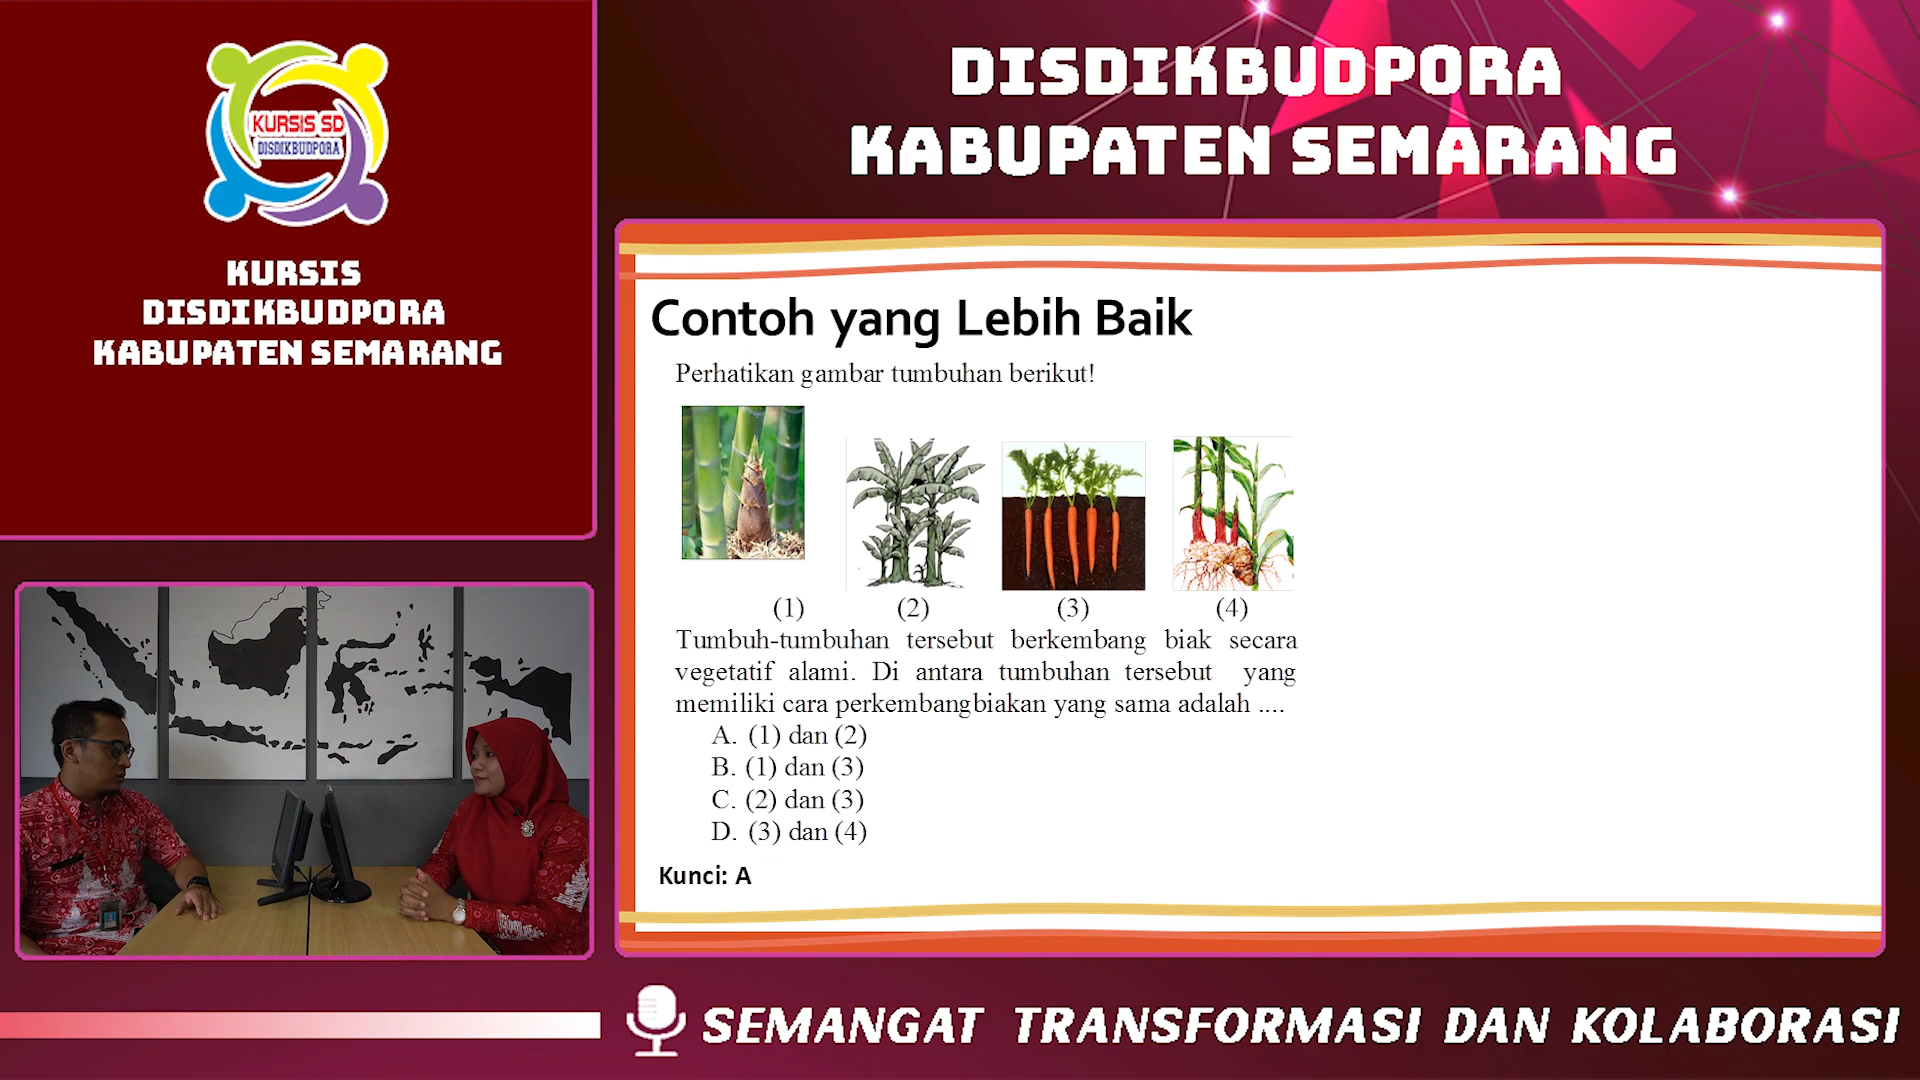 KURSIS SD
DISDIKBUDPORA
KURSIS
DISDIKBUDPORA
KABUPATEN SEMARANG
DISDIKBUDPORA
KABUPATEN SEMARANG
Contoh yang Lebih Baik
Perhatikan gambar tumbuhan berikut!
(1) (2) (3) (4)
Tumbuh-tumbuhan tersebut berkembang biak secara
vegetatif alami. Di antara tumbuhan tersebut yang
memiliki cara perkembangbiakan yang sama adalah ....
A. (1) dan (2)
B. (1) dan (3)
C. (2) dan (3)
D. (3) dan (4)
Kunci: A
SEMANGAT TRANSFORMASI DAN KOLABORASI